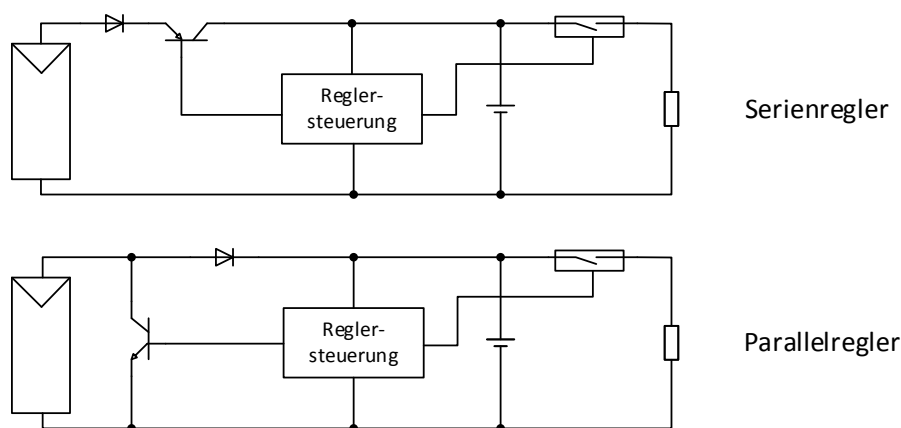 Regler-
steuerung
Serienregler
Regler-
steuerung
Parallelregler